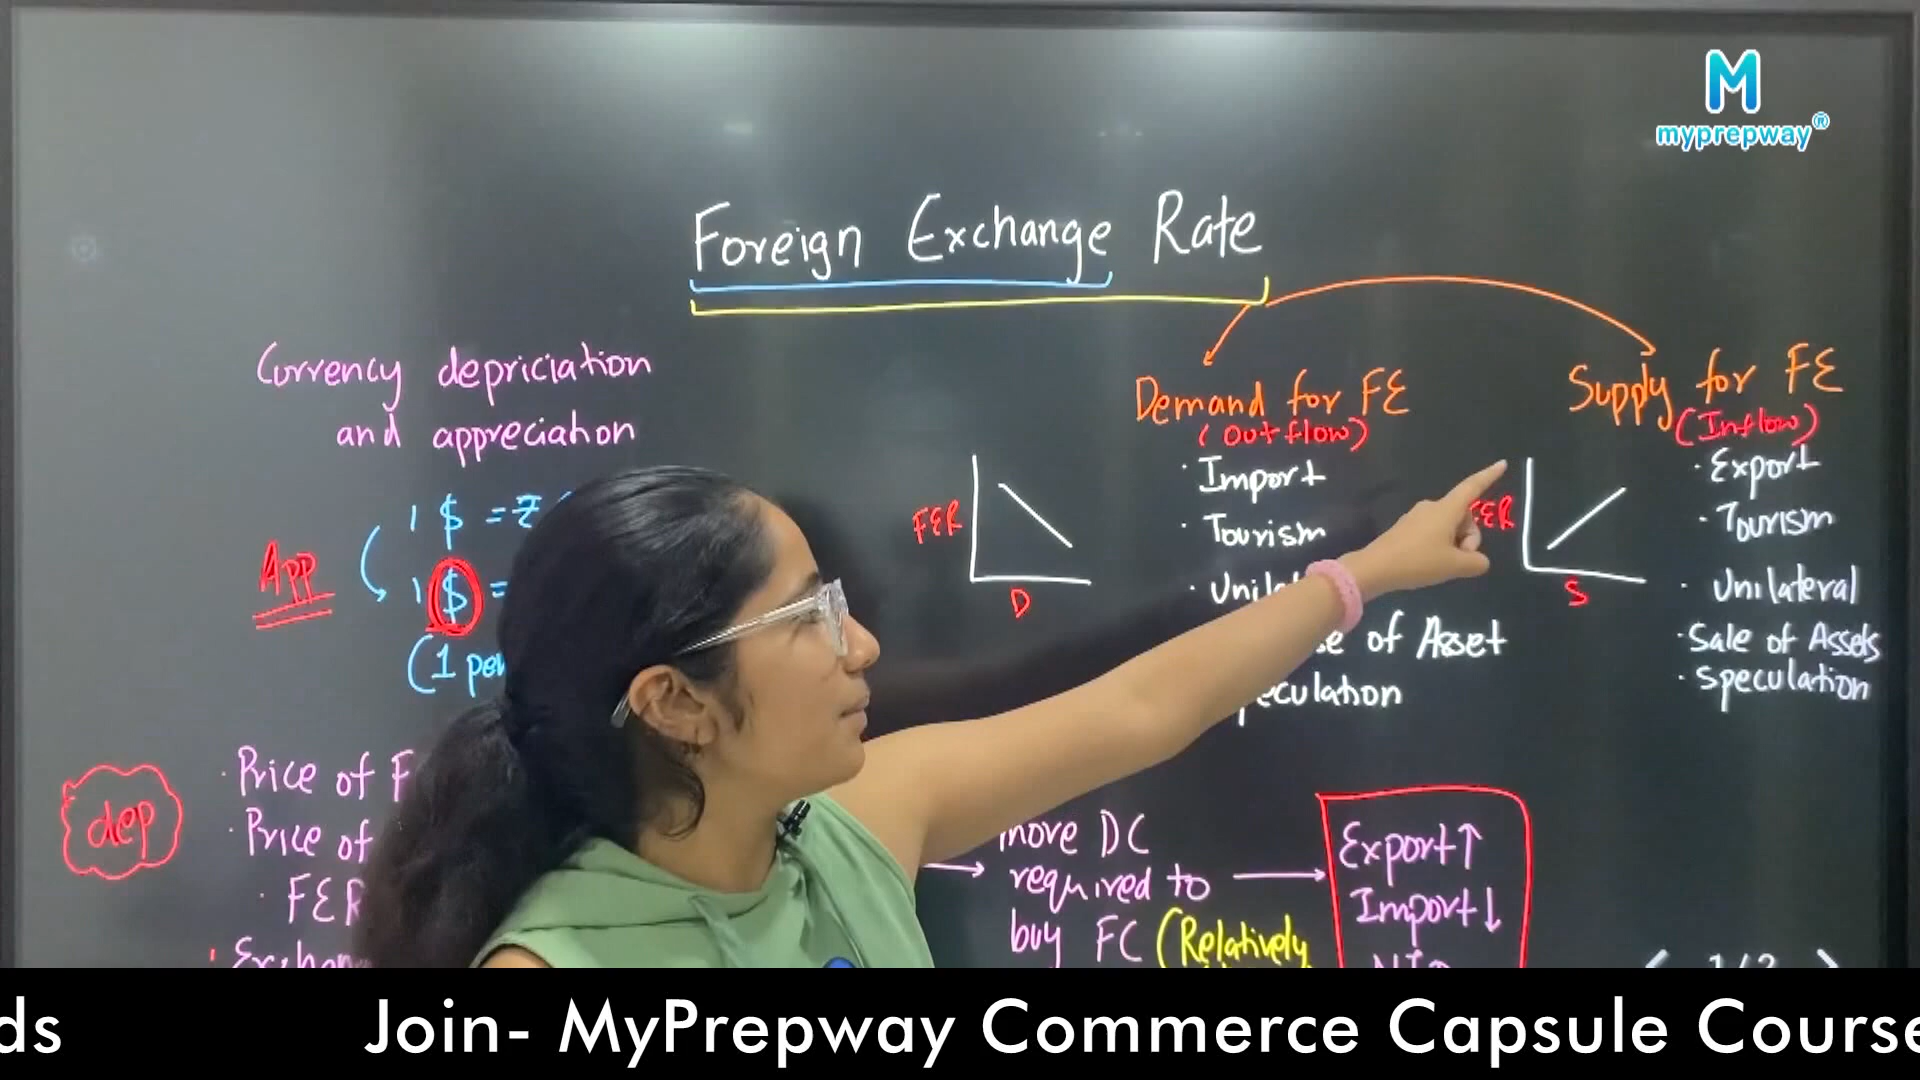 M
myprepway®
Foreign Exchange Rate
Currency depriciation
and appreciation
Demand for FE
(Outflow)
Supply for FE
(Inflow)
App
1 $ = ₹
1 $ =
(1 per
FER
D
· Import
· Tourism
of Asset
FER
S
· Export
· Tourism
· Unilateral
· Sale of Assets
· Speculation
dep
· Price of F
· Price of
· FER
more DC
required to
buy FC (Relatively
Export↑
Import↓
Join- MyPrepway Commerce Capsule Course